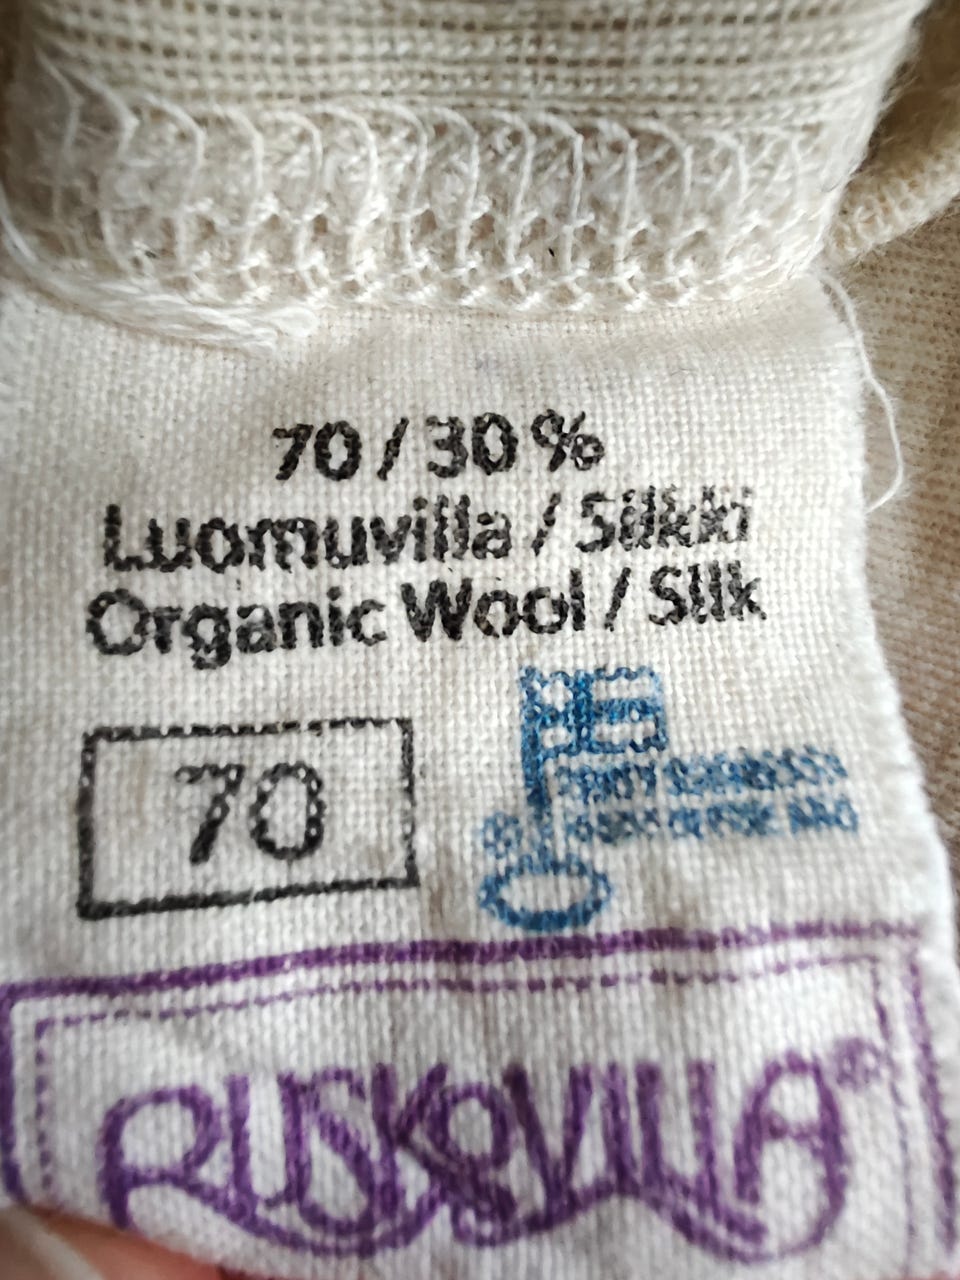 70 / 30 %
Luomuvilla / Silkki
Organic Wool / Silk
70
RUSKOVILLA®